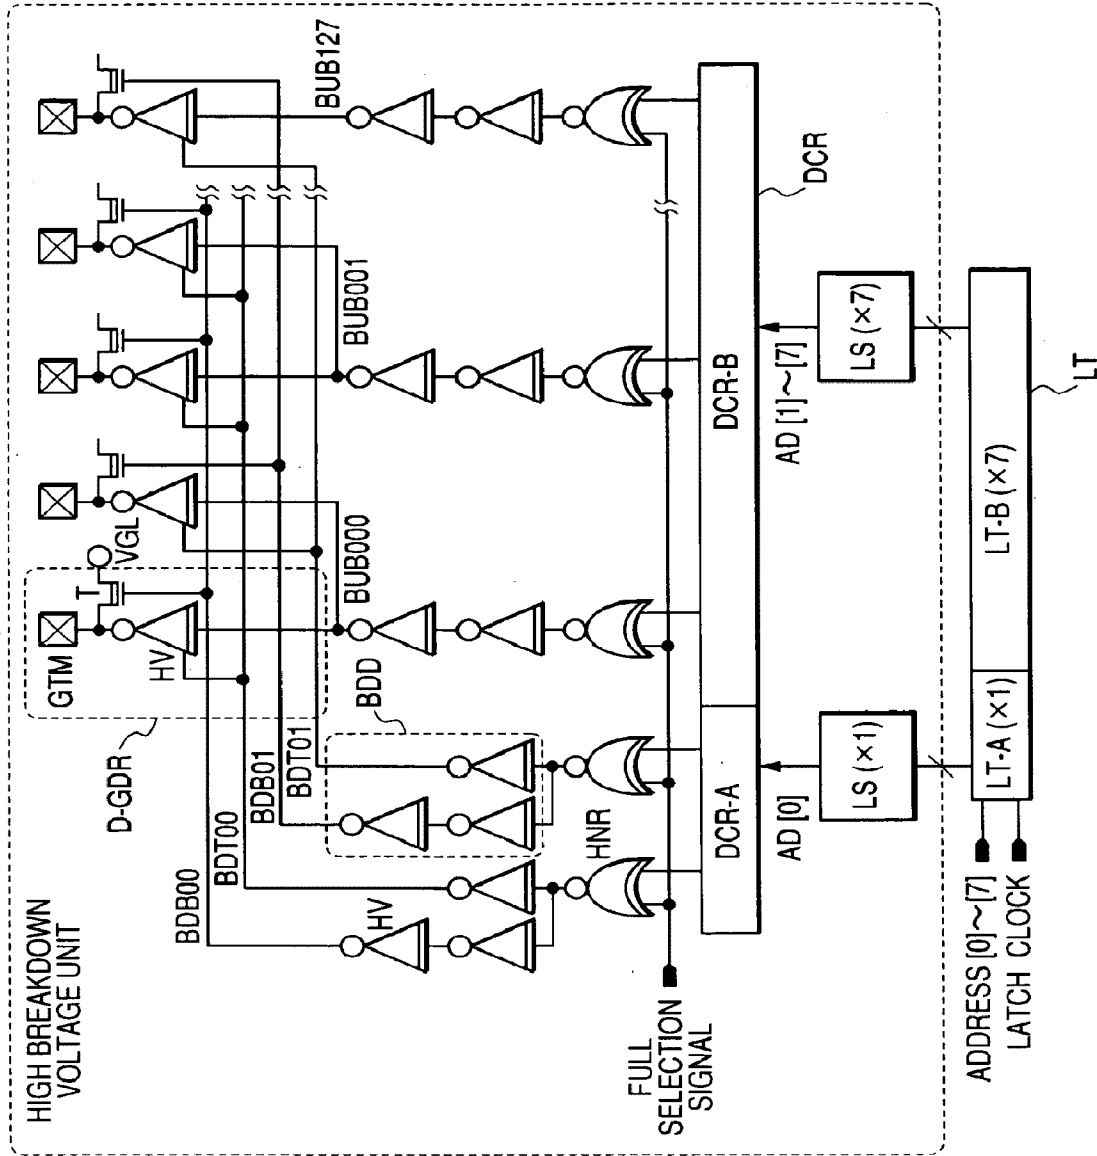 HIGH BREAKDOWN
VOLTAGE UNIT
D-GDR
GTM
T
VGL
HV
BDB00
BDT00
BDB01
BDT01
BUB000
BUB001
BUB127
HV
BDD
HNR
FULL
SELECTION
SIGNAL
DCR-A
DCR-B
DCR
AD [0]
AD [1]~[7]
LS (×1)
LS (×7)
ADDRESS [0]~[7]
LATCH CLOCK
LT-A (×1)
LT-B (×7)
LT